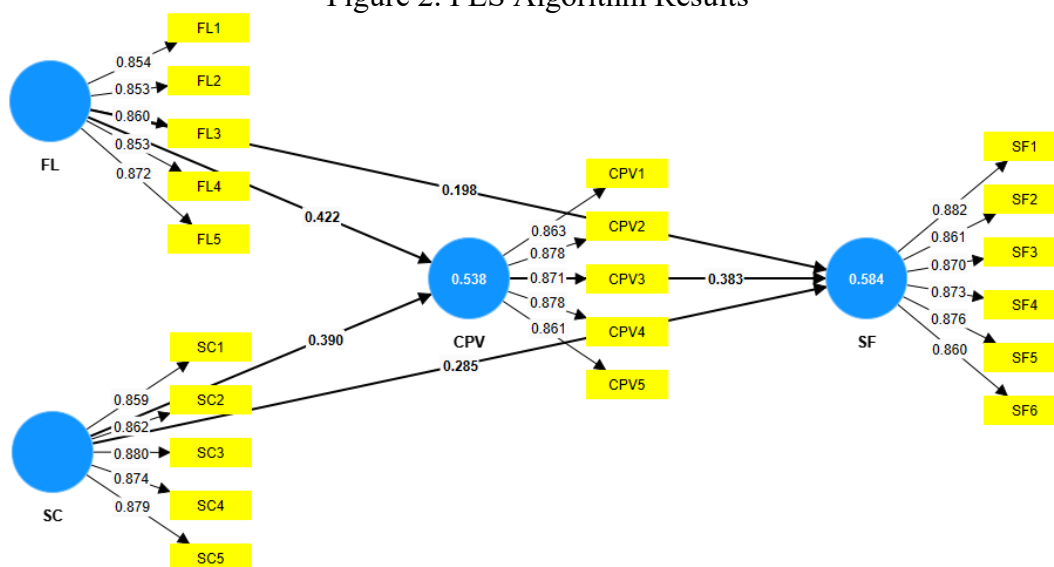 Figure 2. PLS Algorithm Results
FL1
0.854
FL2
0.853
0.860
FL3
0.853
FL
0.872
FL4
FL5
0.198
0.422
CPV1
0.863
CPV2
0.878
0.538
0.871
CPV3
0.383
0.878
CPV4
CPV
0.861
CPV5
0.390
0.285
SF1
0.882
SF2
0.861
SF3
0.870
0.584
0.873
SF4
0.876
SF5
SF
0.860
SF6
SC1
0.859
SC2
0.862
0.880
SC3
0.874
SC4
SC
0.879
SC5